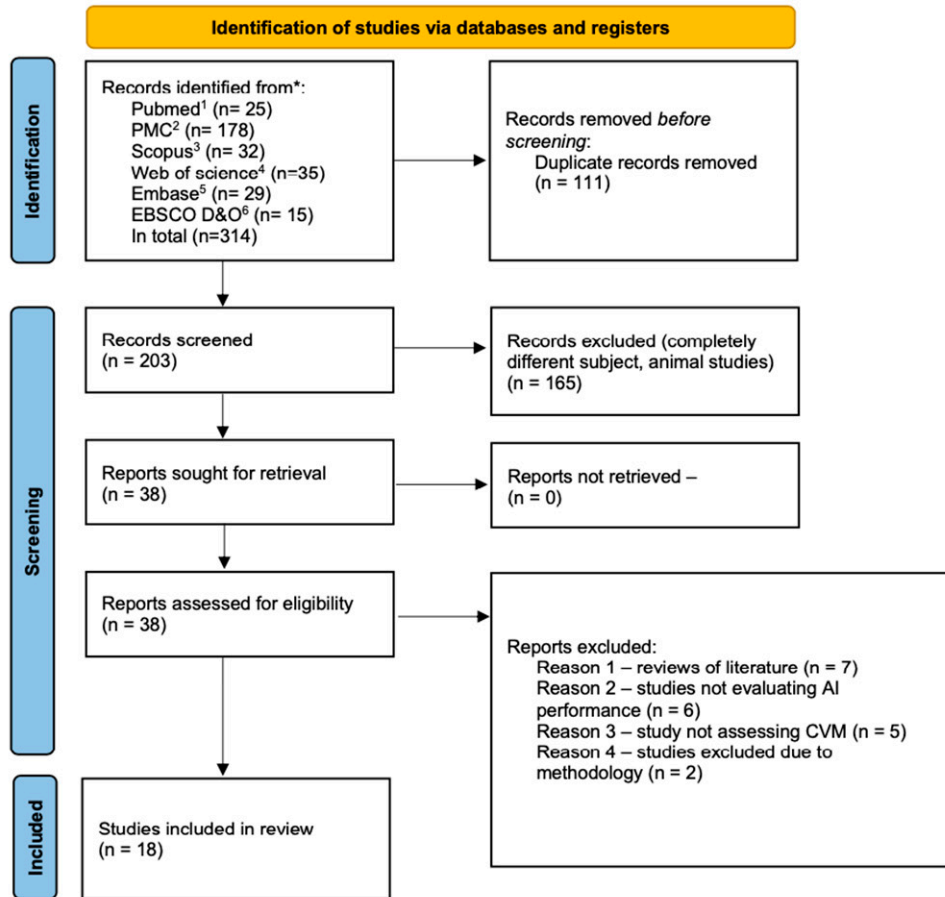 Identification of studies via databases and registers
Identification
Records identified from*:
Pubmed¹ (n= 25)
PMC² (n= 178)
Scopus³ (n= 32)
Web of science⁴ (n=35)
Embase⁵ (n= 29)
EBSCO D&O⁶ (n= 15)
In total (n=314)
Records removed before
screening:
Duplicate records removed
(n = 111)
Screening
Records screened
(n = 203)
Records excluded (completely
different subject, animal studies)
(n = 165)
Reports sought for retrieval
(n = 38)
Reports not retrieved –
(n = 0)
Reports assessed for eligibility
(n = 38)
Reports excluded:
Reason 1 – reviews of literature (n = 7)
Reason 2 – studies not evaluating AI
performance (n = 6)
Reason 3 – study not assessing CVM (n = 5)
Reason 4 – studies excluded due to
methodology (n = 2)
Included
Studies included in review
(n = 18)